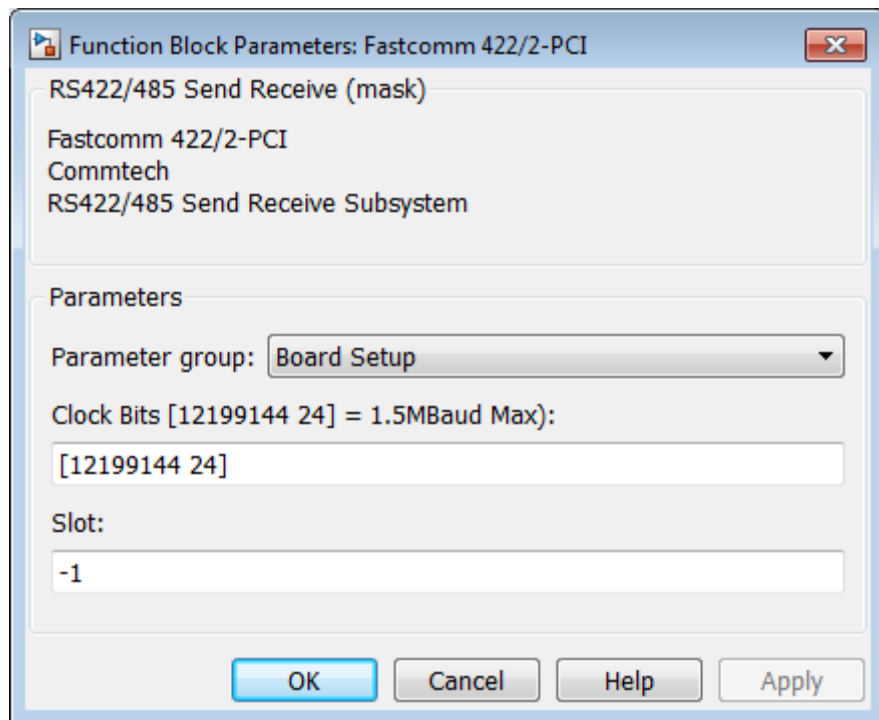 Function Block Parameters: Fastcomm 422/2-PCI
RS422/485 Send Receive (mask)
Fastcomm 422/2-PCI
Commtech
RS422/485 Send Receive Subsystem
Parameters
Parameter group: Board Setup
Clock Bits [12199144 24] = 1.5MBaud Max):
[12199144 24]
Slot:
-1
OK Cancel Help Apply